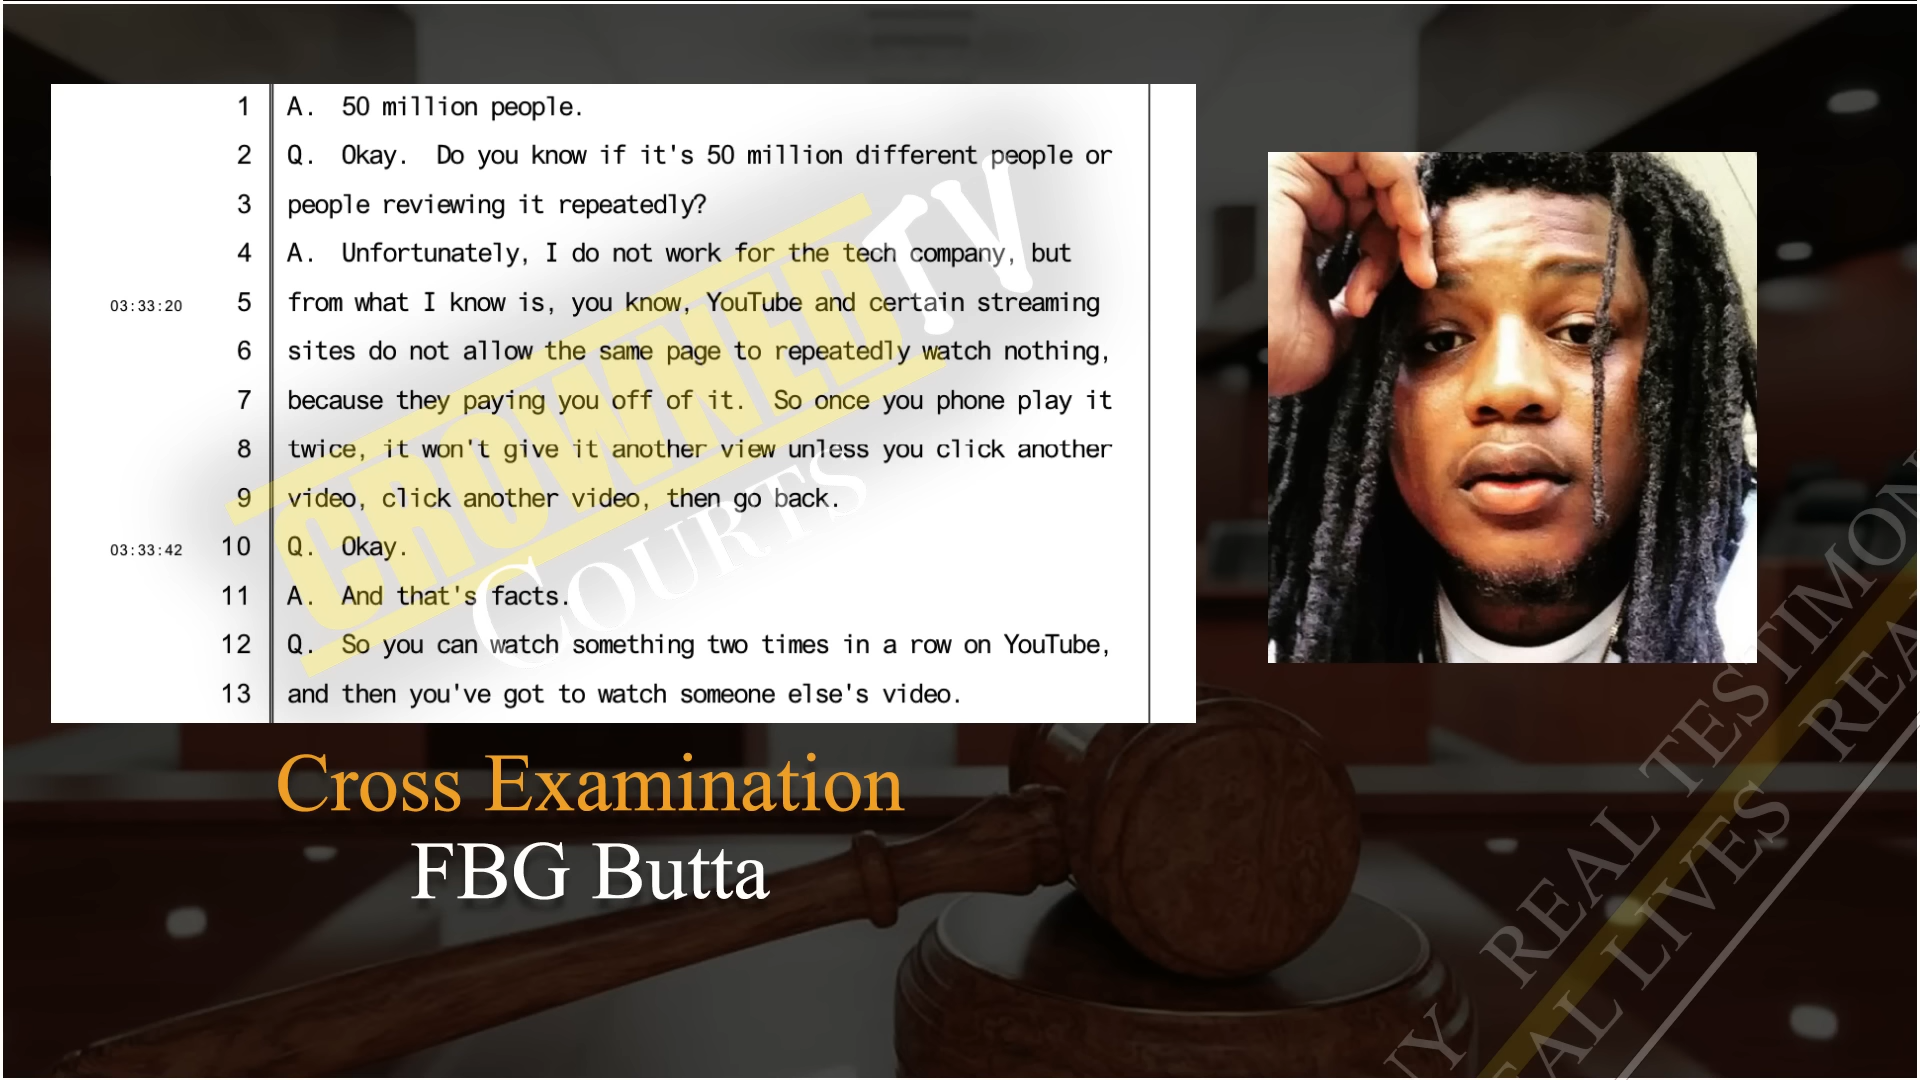 1 A. 50 million people.
2 Q. Okay. Do you know if it's 50 million different people or
3 people reviewing it repeatedly?
4 A. Unfortunately, I do not work for the tech company, but
03:33:20 5 from what I know is, you know, YouTube and certain streaming
6 sites do not allow the same page to repeatedly watch nothing,
7 because they paying you off of it. So once you phone play it
8 twice, it won't give it another view unless you click another
9 video, click another video, then go back.
03:33:42 10 Q. Okay.
11 A. And that's facts.
12 Q. So you can watch something two times in a row on YouTube,
13 and then you've got to watch someone else's video.
CROWNED TV
COURTS
Cross Examination
FBG Butta
NY REAL TESTIMON
EAL LIVES REA